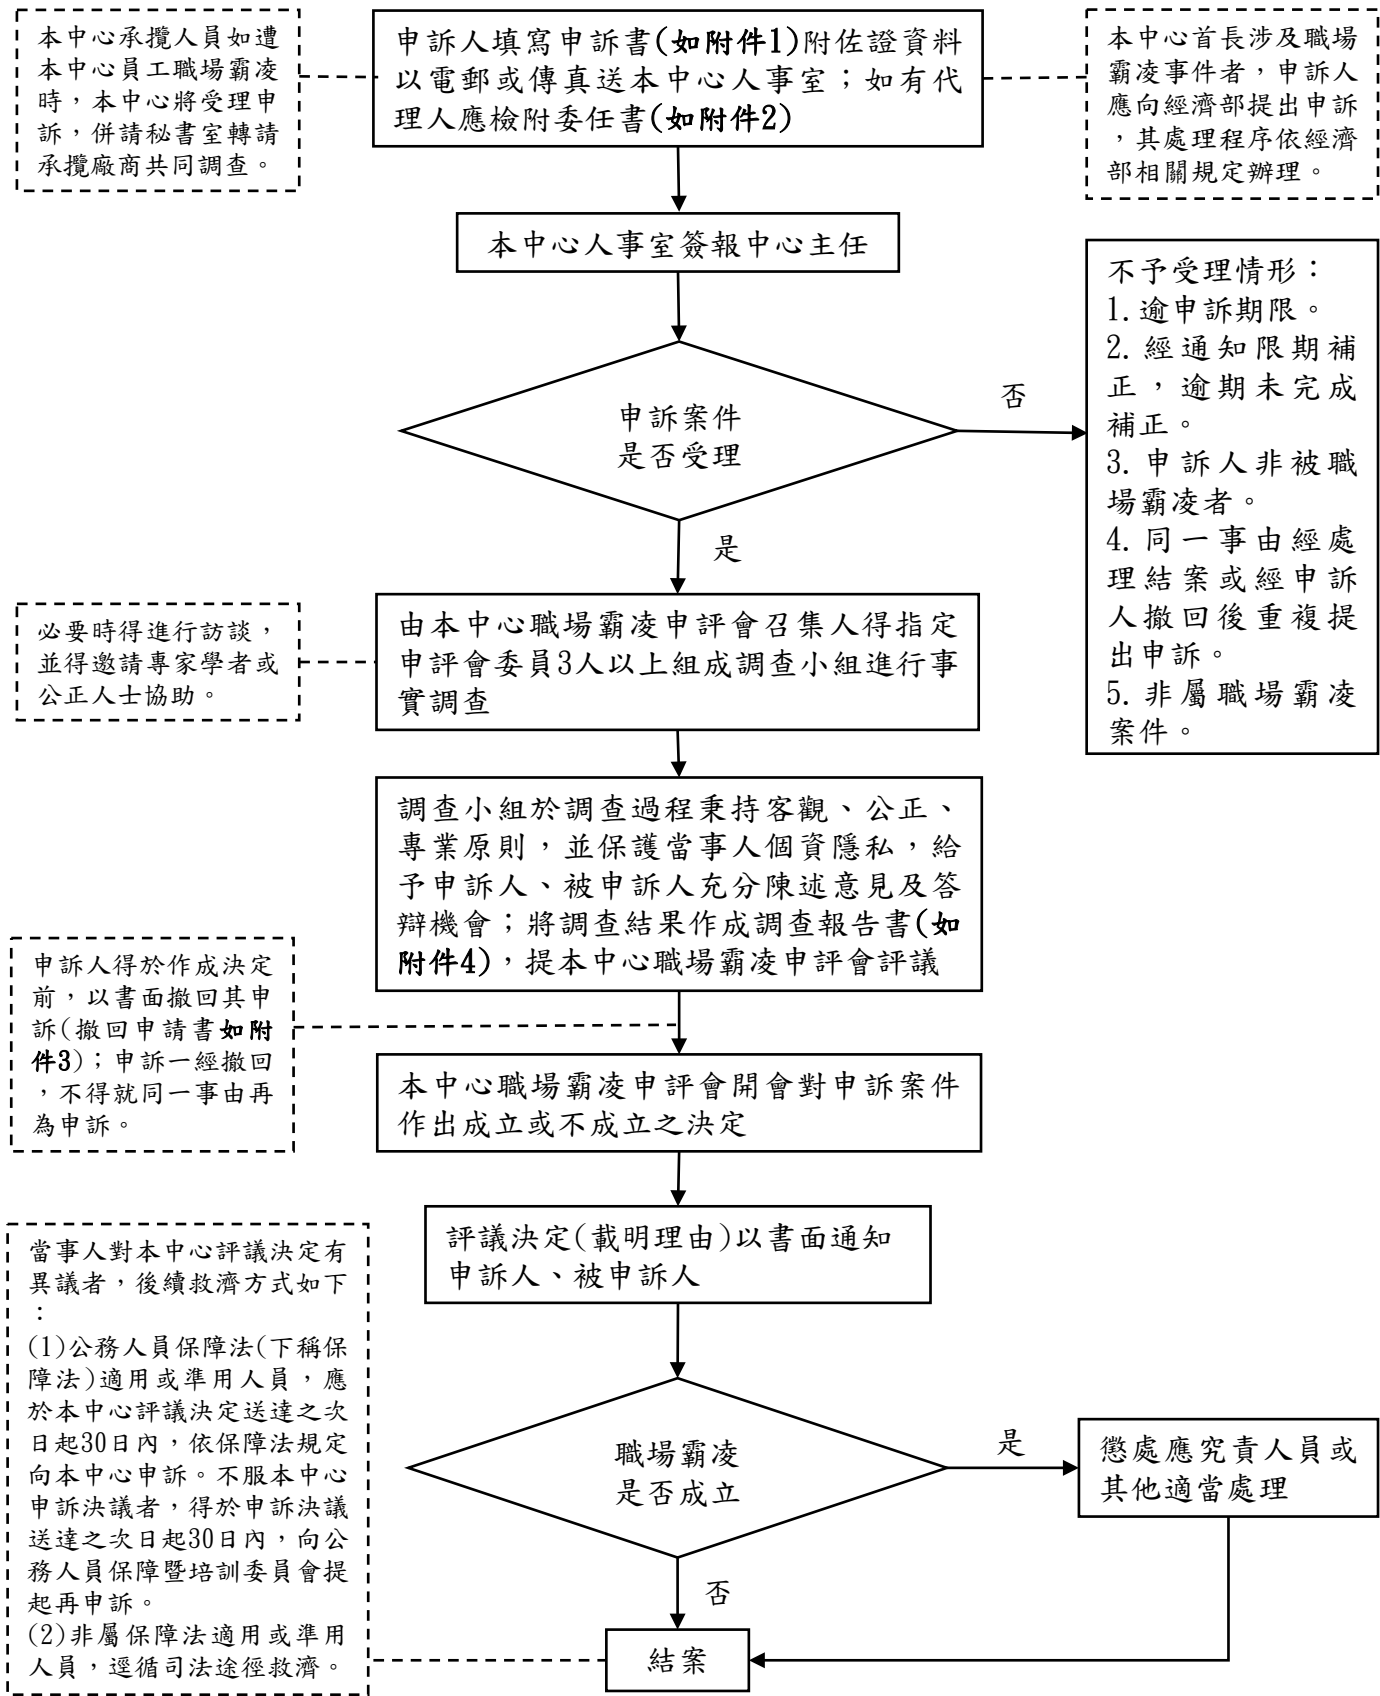 本中心承攬人員如遭
本中心員工職場霸凌
時，本中心將受理申
訴，併請秘書室轉請
承攬廠商共同調查。
申訴人填寫申訴書(如附件1)附佐證資料
以電郵或傳真送本中心人事室；如有代
理人應檢附委任書(如附件2)
本中心首長涉及職場
霸凌事件者，申訴人
應向經濟部提出申訴
，其處理程序依經濟
部相關規定辦理。
本中心人事室簽報中心主任
不予受理情形：
1.逾申訴期限。
2.經通知限期補
正，逾期未完成
補正。
3.申訴人非被職
場霸凌者。
4.同一事由經處
理結案或經申訴
人撤回後重複提
出申訴。
5.非屬職場霸凌
案件。
申訴案件
是否受理
否
是
必要時得進行訪談，
並得邀請專家學者或
公正人士協助。
由本中心職場霸凌申評會召集人得指定
申評會委員3人以上組成調查小組進行事
實調查
調查小組於調查過程秉持客觀、公正、
專業原則，並保護當事人個資隱私，給
予申訴人、被申訴人充分陳述意見及答
辯機會；將調查結果作成調查報告書(如
附件4)，提本中心職場霸凌申評會評議
申訴人得於作成決定
前，以書面撤回其申
訴(撤回申請書如附
件3)；申訴一經撤回
，不得就同一事由再
為申訴。
本中心職場霸凌申評會開會對申訴案件
作出成立或不成立之決定
評議決定(載明理由)以書面通知
申訴人、被申訴人
當事人對本中心評議決定有
異議者，後續救濟方式如下
：
(1)公務人員保障法(下稱保
障法)適用或準用人員，應
於本中心評議決定送達之次
日起30日內，依保障法規定
向本中心申訴。不服本中心
申訴決議者，得於申訴決議
送達之次日起30日內，向公
務人員保障暨培訓委員會提
起再申訴。
(2)非屬保障法適用或準用
人員，逕循司法途徑救濟。
職場霸凌
是否成立
是
懲處應究責人員或
其他適當處理
否
結案